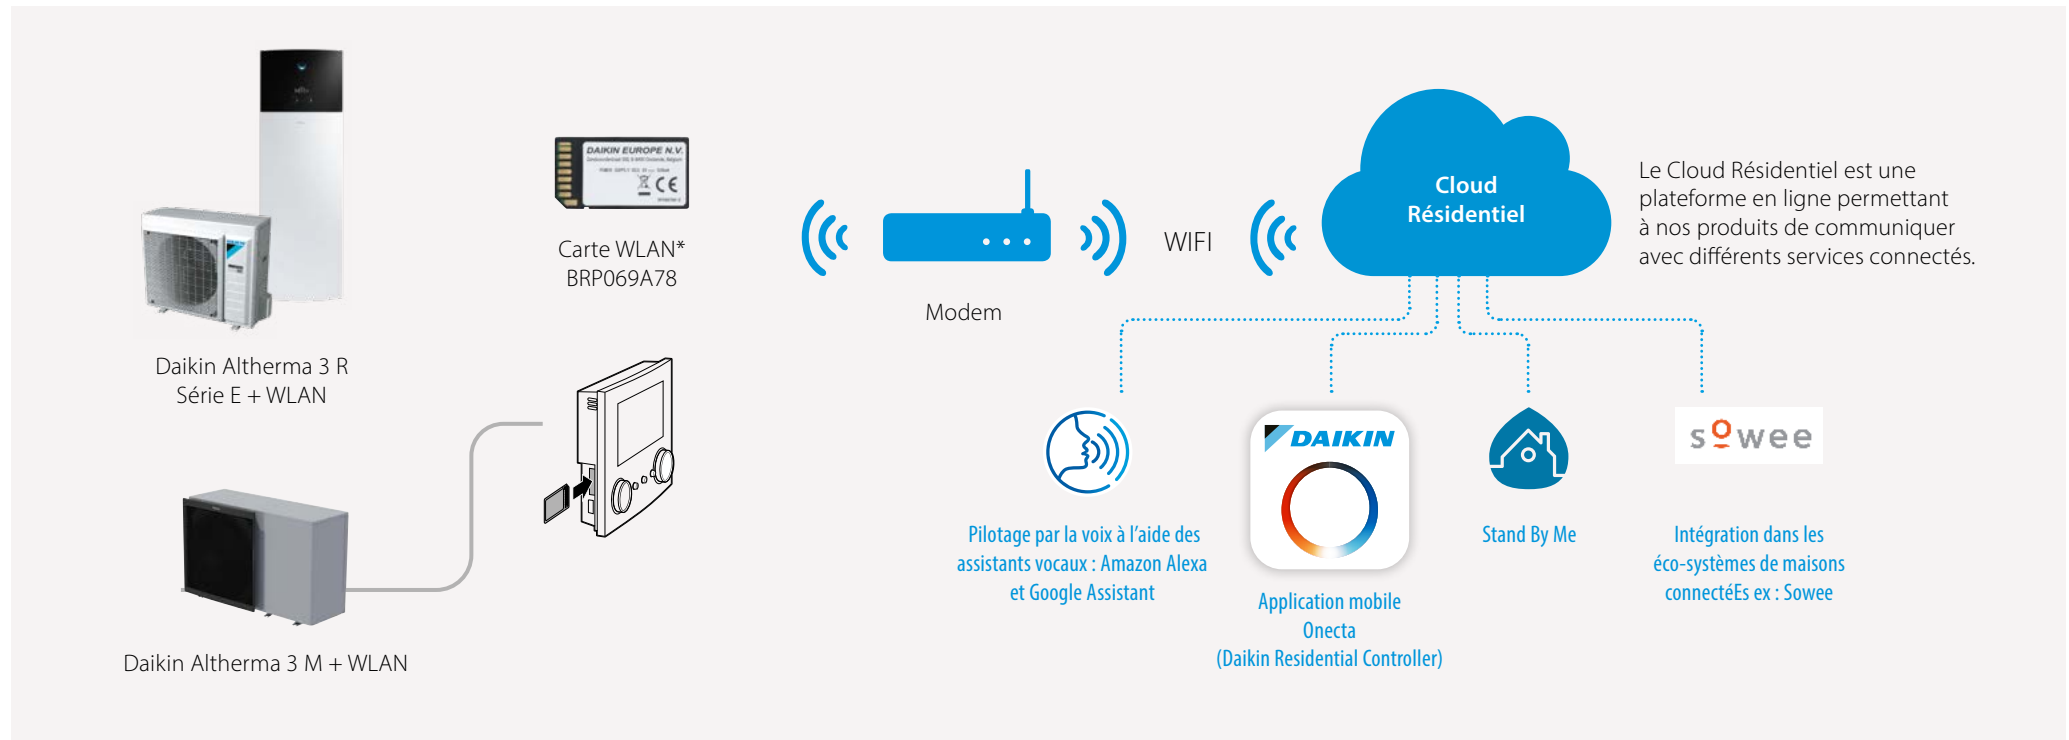 DAIKIN EUROPE N.V.
Carte WLAN*
BRP069A78
Daikin Altherma 3 R
Série E + WLAN
Daikin Altherma 3 M + WLAN
Modem
WIFI
Cloud
Résidentiel
Le Cloud Résidentiel est une
plateforme en ligne permettant
à nos produits de communiquer
avec différents services connectés.
Pilotage par la voix à l’aide des
assistants vocaux : Amazon Alexa
et Google Assistant
DAIKIN
Application mobile
Onecta
(Daikin Residential Controller)
Stand By Me
sowee
Intégration dans les
éco-systèmes de maisons
connectéEs ex : Sowee